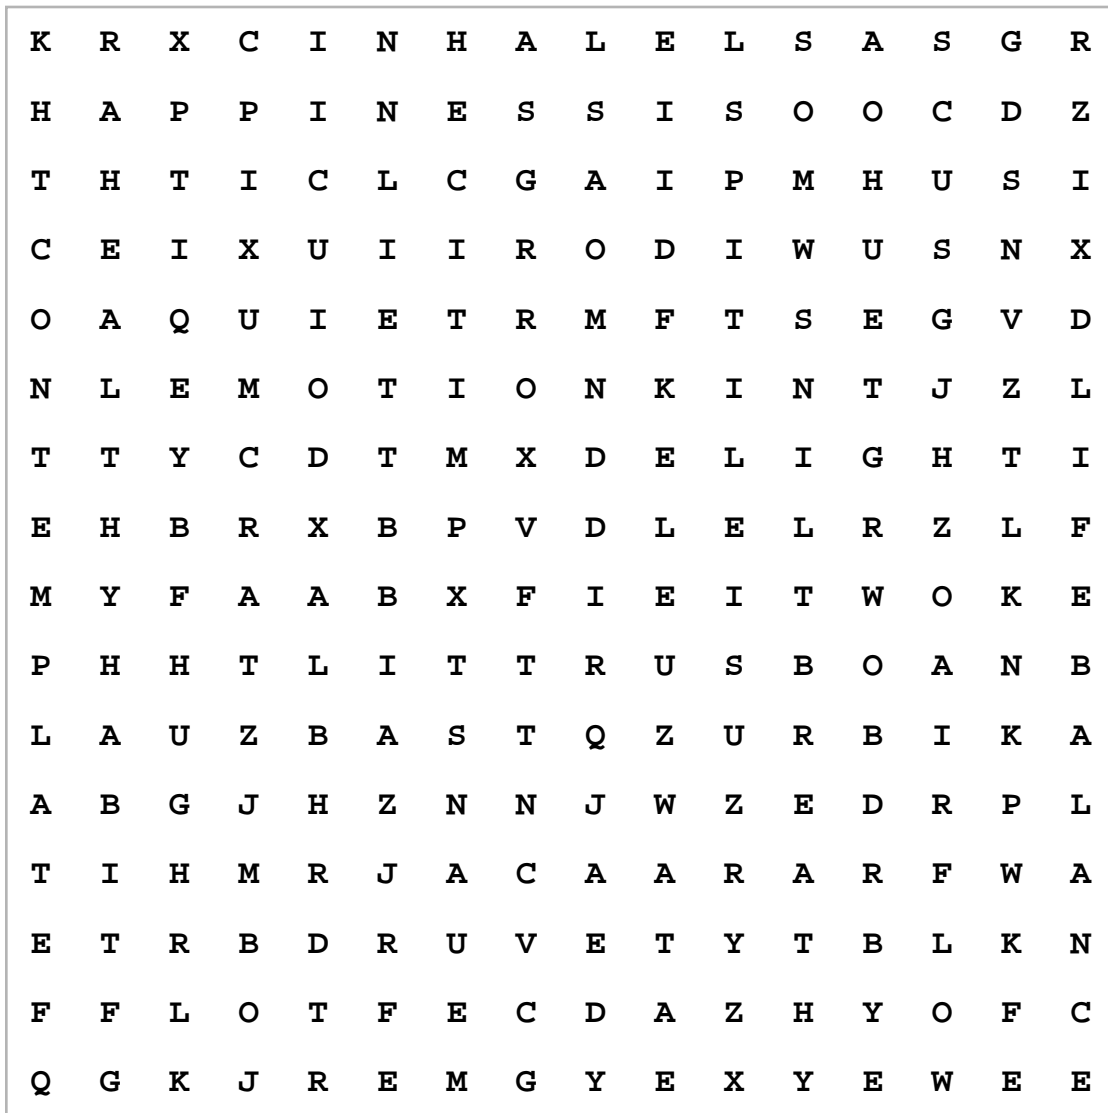 K R X C I N H A L E L S A S G R
H A P P I N E S S I S O O C D Z
T H T I C L C G A I P M H U S I
C E I X U I I R O D I W U S N X
O A Q U I E T R M F T S E G V D
N L E M O T I O N K I N T J Z L
T T Y C D T M X D E L I G H T I
E H B R X B P V D L E L R Z L F
M Y F A A B X F I E I T W O K E
P H H T L I T T R U S B O A N B
L A U Z B A S T Q Z U R B I K A
A B G J H Z N N J W Z E D R P L
T I H M R J A C A A R A R F W A
E T R B D R U V E T Y T B L K N
F F L O T F E C D A Z H Y O F C
Q G K J R E M G Y E X Y E W E E